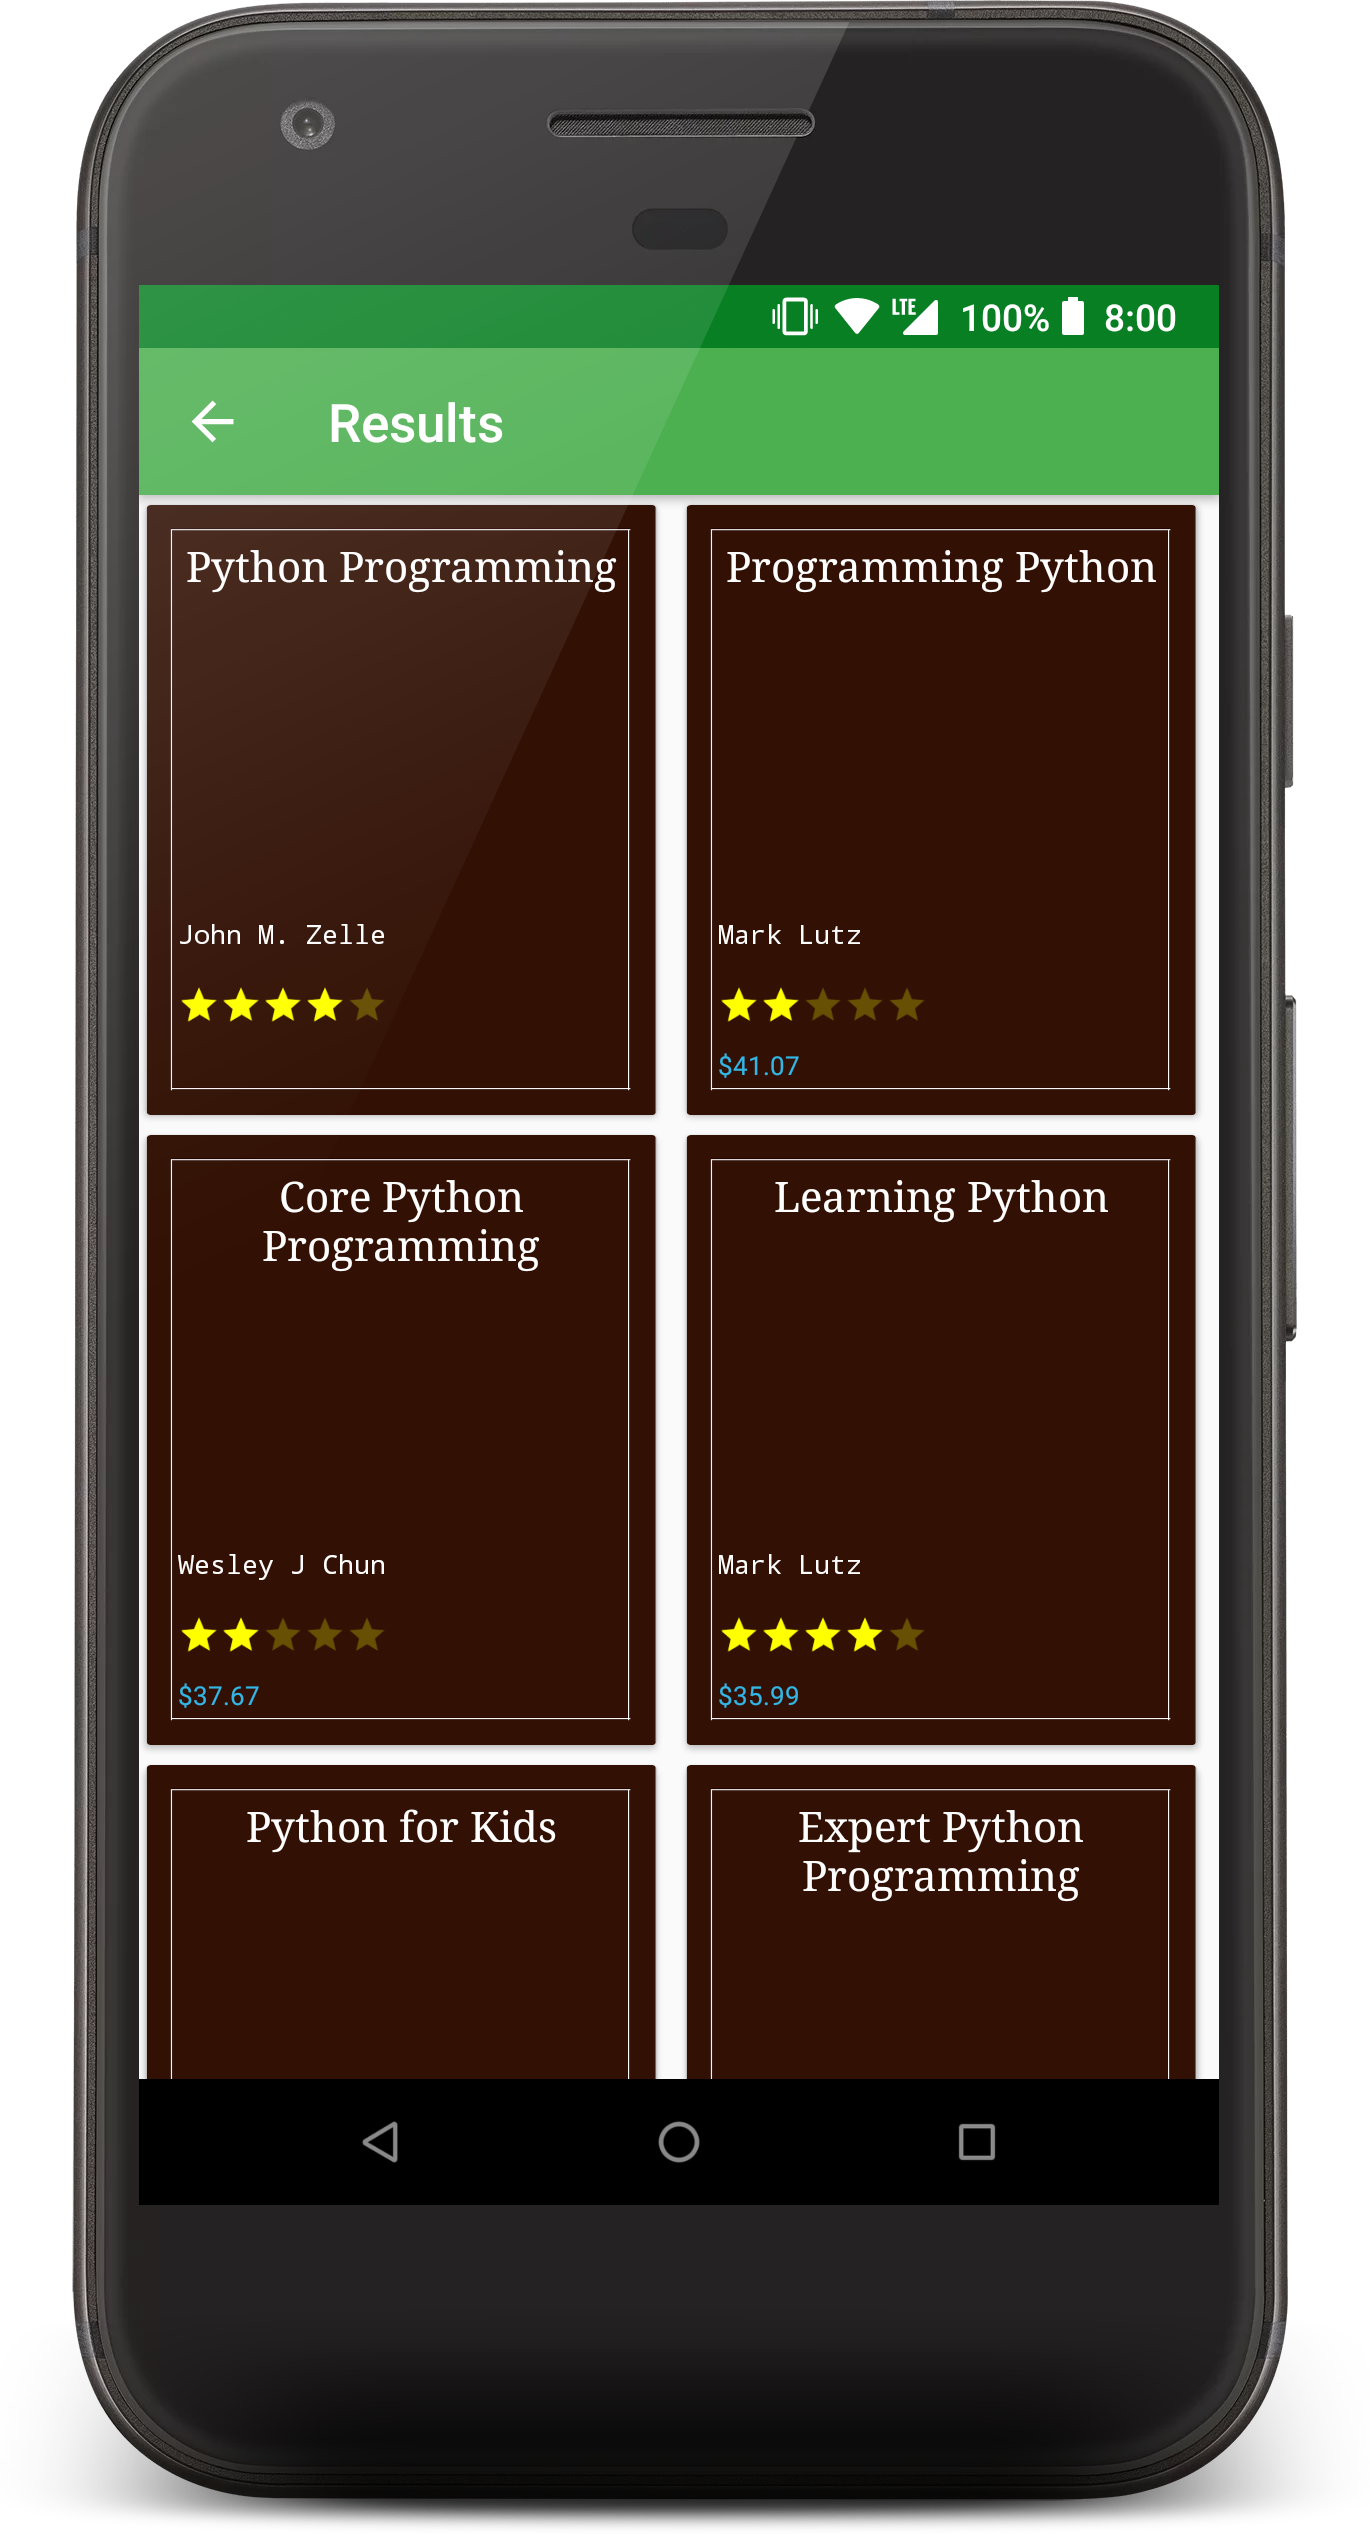 LTE 100% 8:00
Results
Python Programming
John M. Zelle
Programming Python
Mark Lutz
$41.07
Core Python
Programming
Wesley J Chun
$37.67
Learning Python
Mark Lutz
$35.99
Python for Kids
Expert Python
Programming